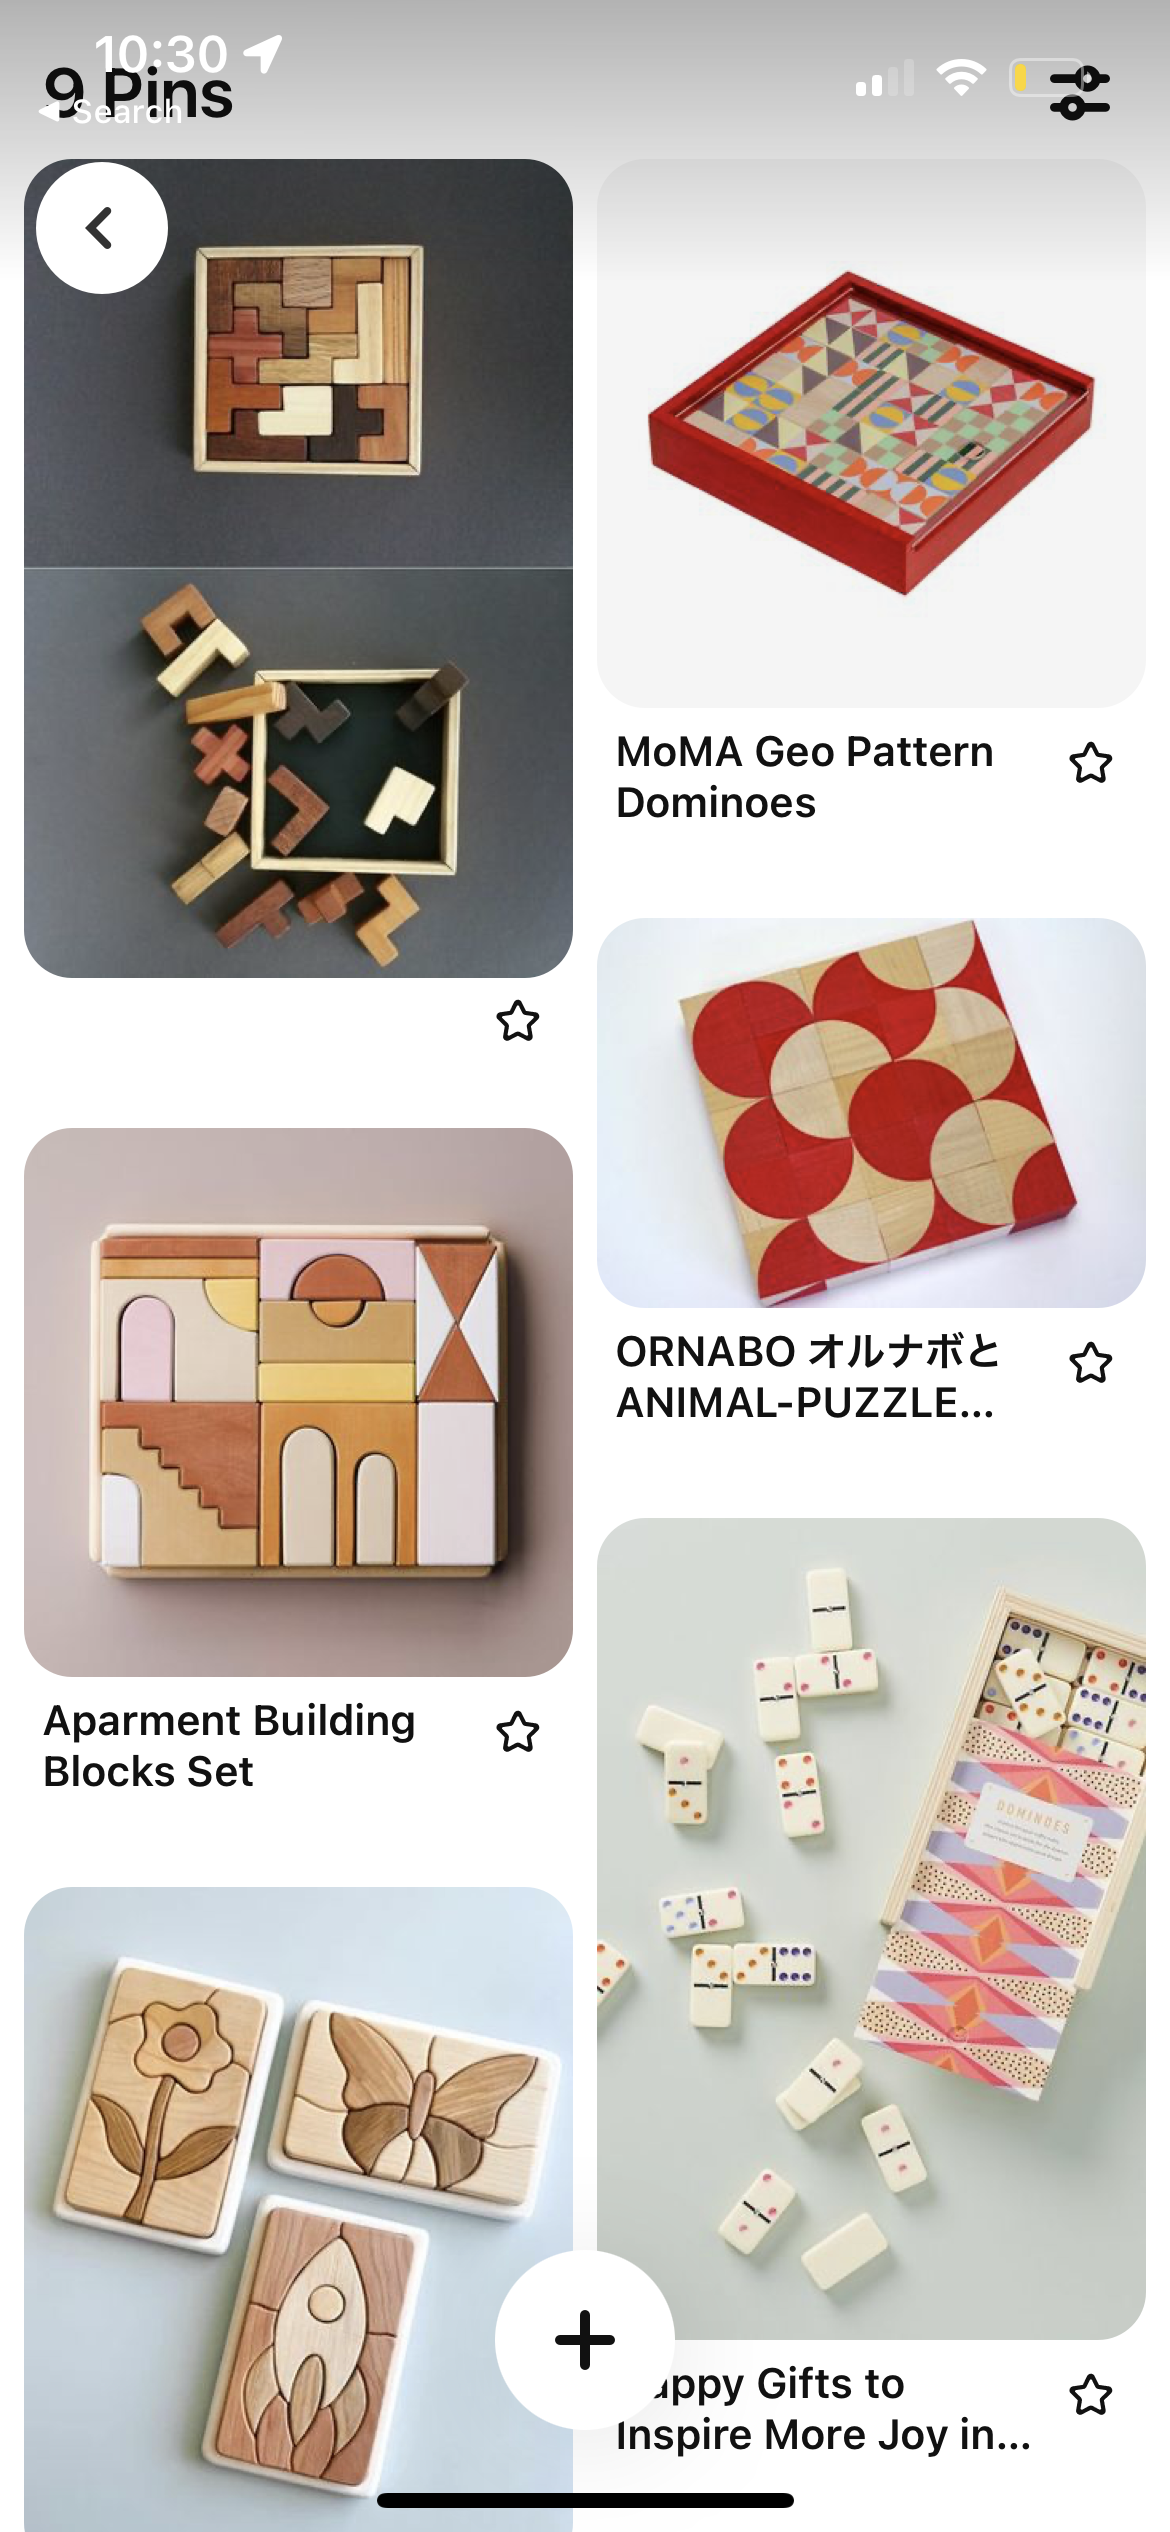 10:30
9 Pins
Search
MoMA Geo Pattern
Dominoes
ORNABO オルナボと
ANIMAL-PUZZLE...
Aparment Building
Blocks Set
DOMINOES
appy Gifts to
Inspire More Joy in...